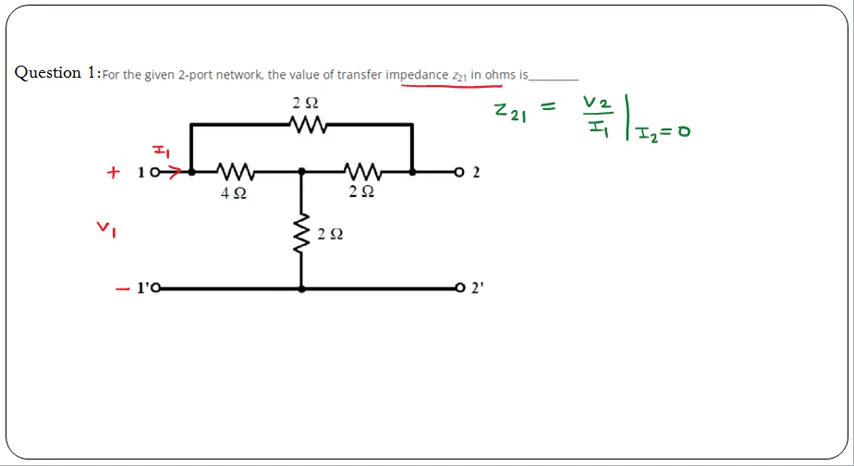 Question 1:For the given 2-port network, the value of transfer impedance z21 in ohms is________
2 Ω
Z21 = V2/I1 | I2=0
I1
+ 1 2
4 Ω 2 Ω
V1 2 Ω
- 1' 2'